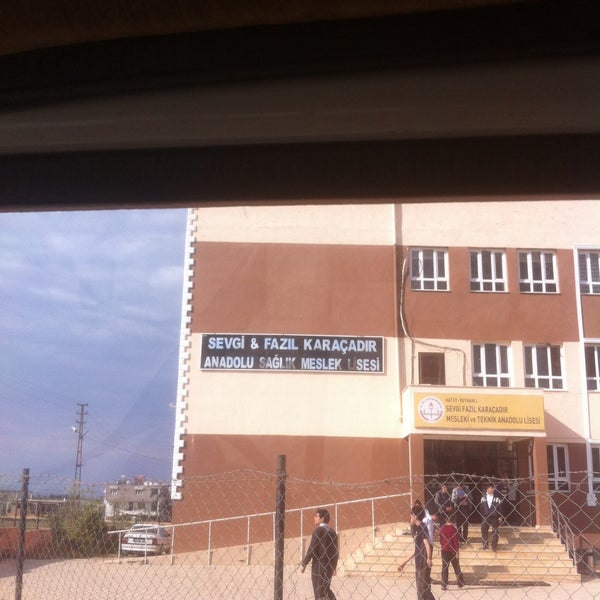 SEVGİ & FAZIL KARAÇADIR
ANADOLU SAĞLIK MESLEK LİSESİ
HATAY - REYHANLI
SEVGİ FAZIL KARAÇADIR
MESLEKİ ve TEKNİK ANADOLU LİSESİ